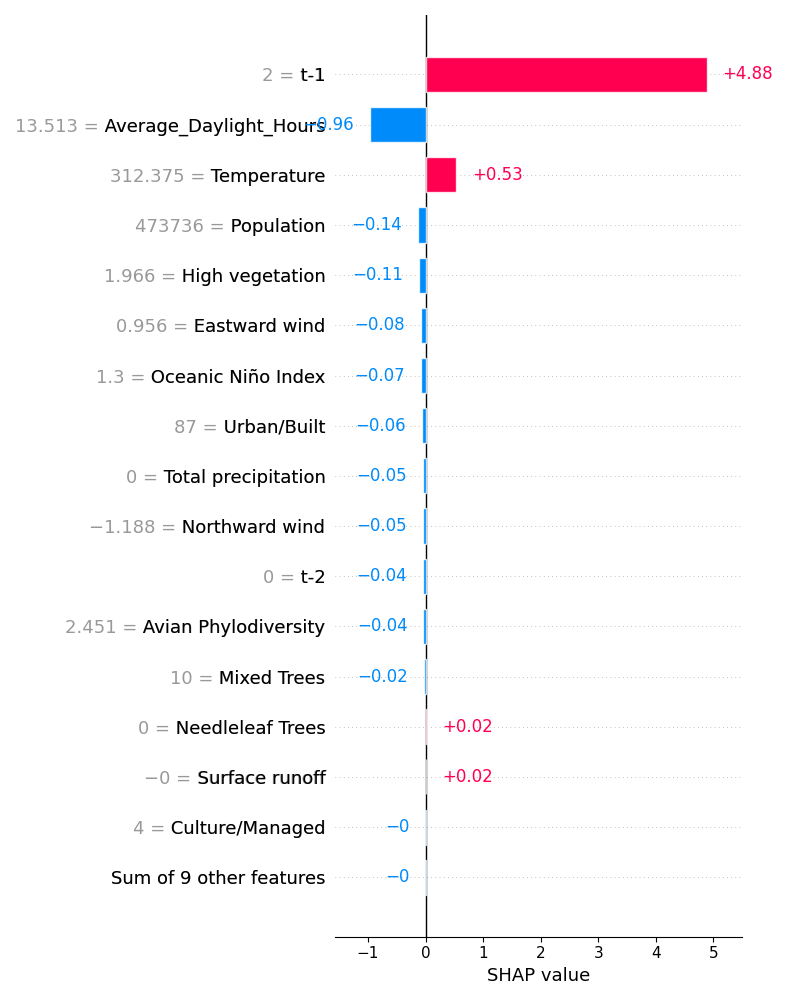 2 = t-1 +4.88
13.513 = Average_Daylight_Hours −0.96
312.375 = Temperature +0.53
473736 = Population −0.14
1.966 = High vegetation −0.11
0.956 = Eastward wind −0.08
1.3 = Oceanic Niño Index −0.07
87 = Urban/Built −0.06
0 = Total precipitation −0.05
−1.188 = Northward wind −0.05
0 = t-2 −0.04
2.451 = Avian Phylodiversity −0.04
10 = Mixed Trees −0.02
0 = Needleleaf Trees +0.02
−0 = Surface runoff +0.02
4 = Culture/Managed −0
Sum of 9 other features −0
−1 0 1 2 3 4 5
SHAP value